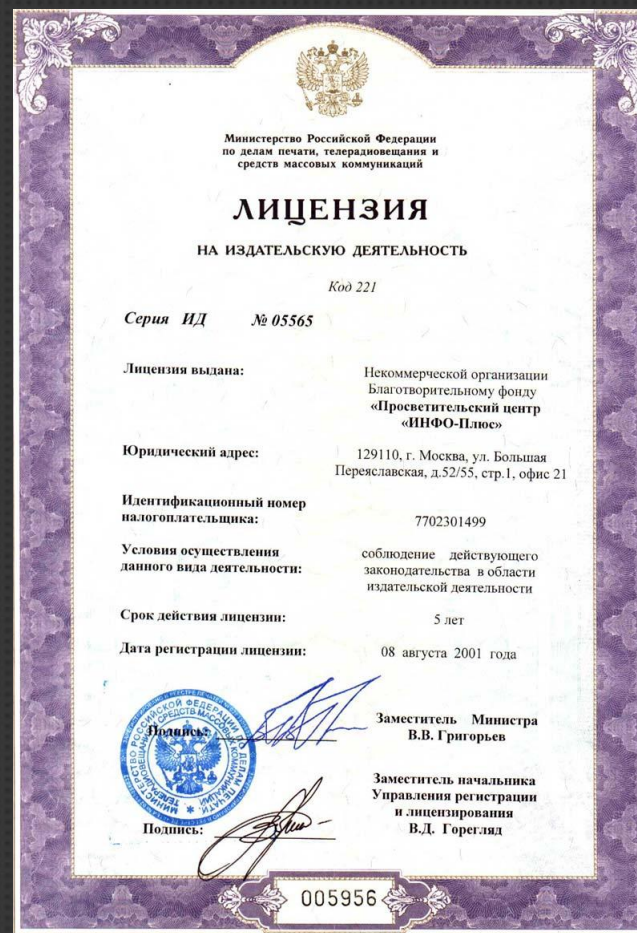 Министерство Российской Федерации
по делам печати, телерадиовещания и
средств массовых коммуникаций
ЛИЦЕНЗИЯ
НА ИЗДАТЕЛЬСКУЮ ДЕЯТЕЛЬНОСТЬ
Код 221
Серия ИД № 05565
Лицензия выдана:
Некоммерческой организации
Благотворительному фонду
«Просветительский центр
«ИНФО-Плюс»
Юридический адрес:
129110, г. Москва, ул. Большая
Переяславская, д.52/55, стр.1, офис 21
Идентификационный номер
налогоплательщика:
7702301499
Условия осуществления
данного вида деятельности:
соблюдение действующего
законодательства в области
издательской деятельности
Срок действия лицензии:
5 лет
Дата регистрации лицензии:
08 августа 2001 года
Подпись:
Заместитель Министра
В.В. Григорьев
Подпись:
Заместитель начальника
Управления регистрации
и лицензирования
В.Д. Горегляд
005956